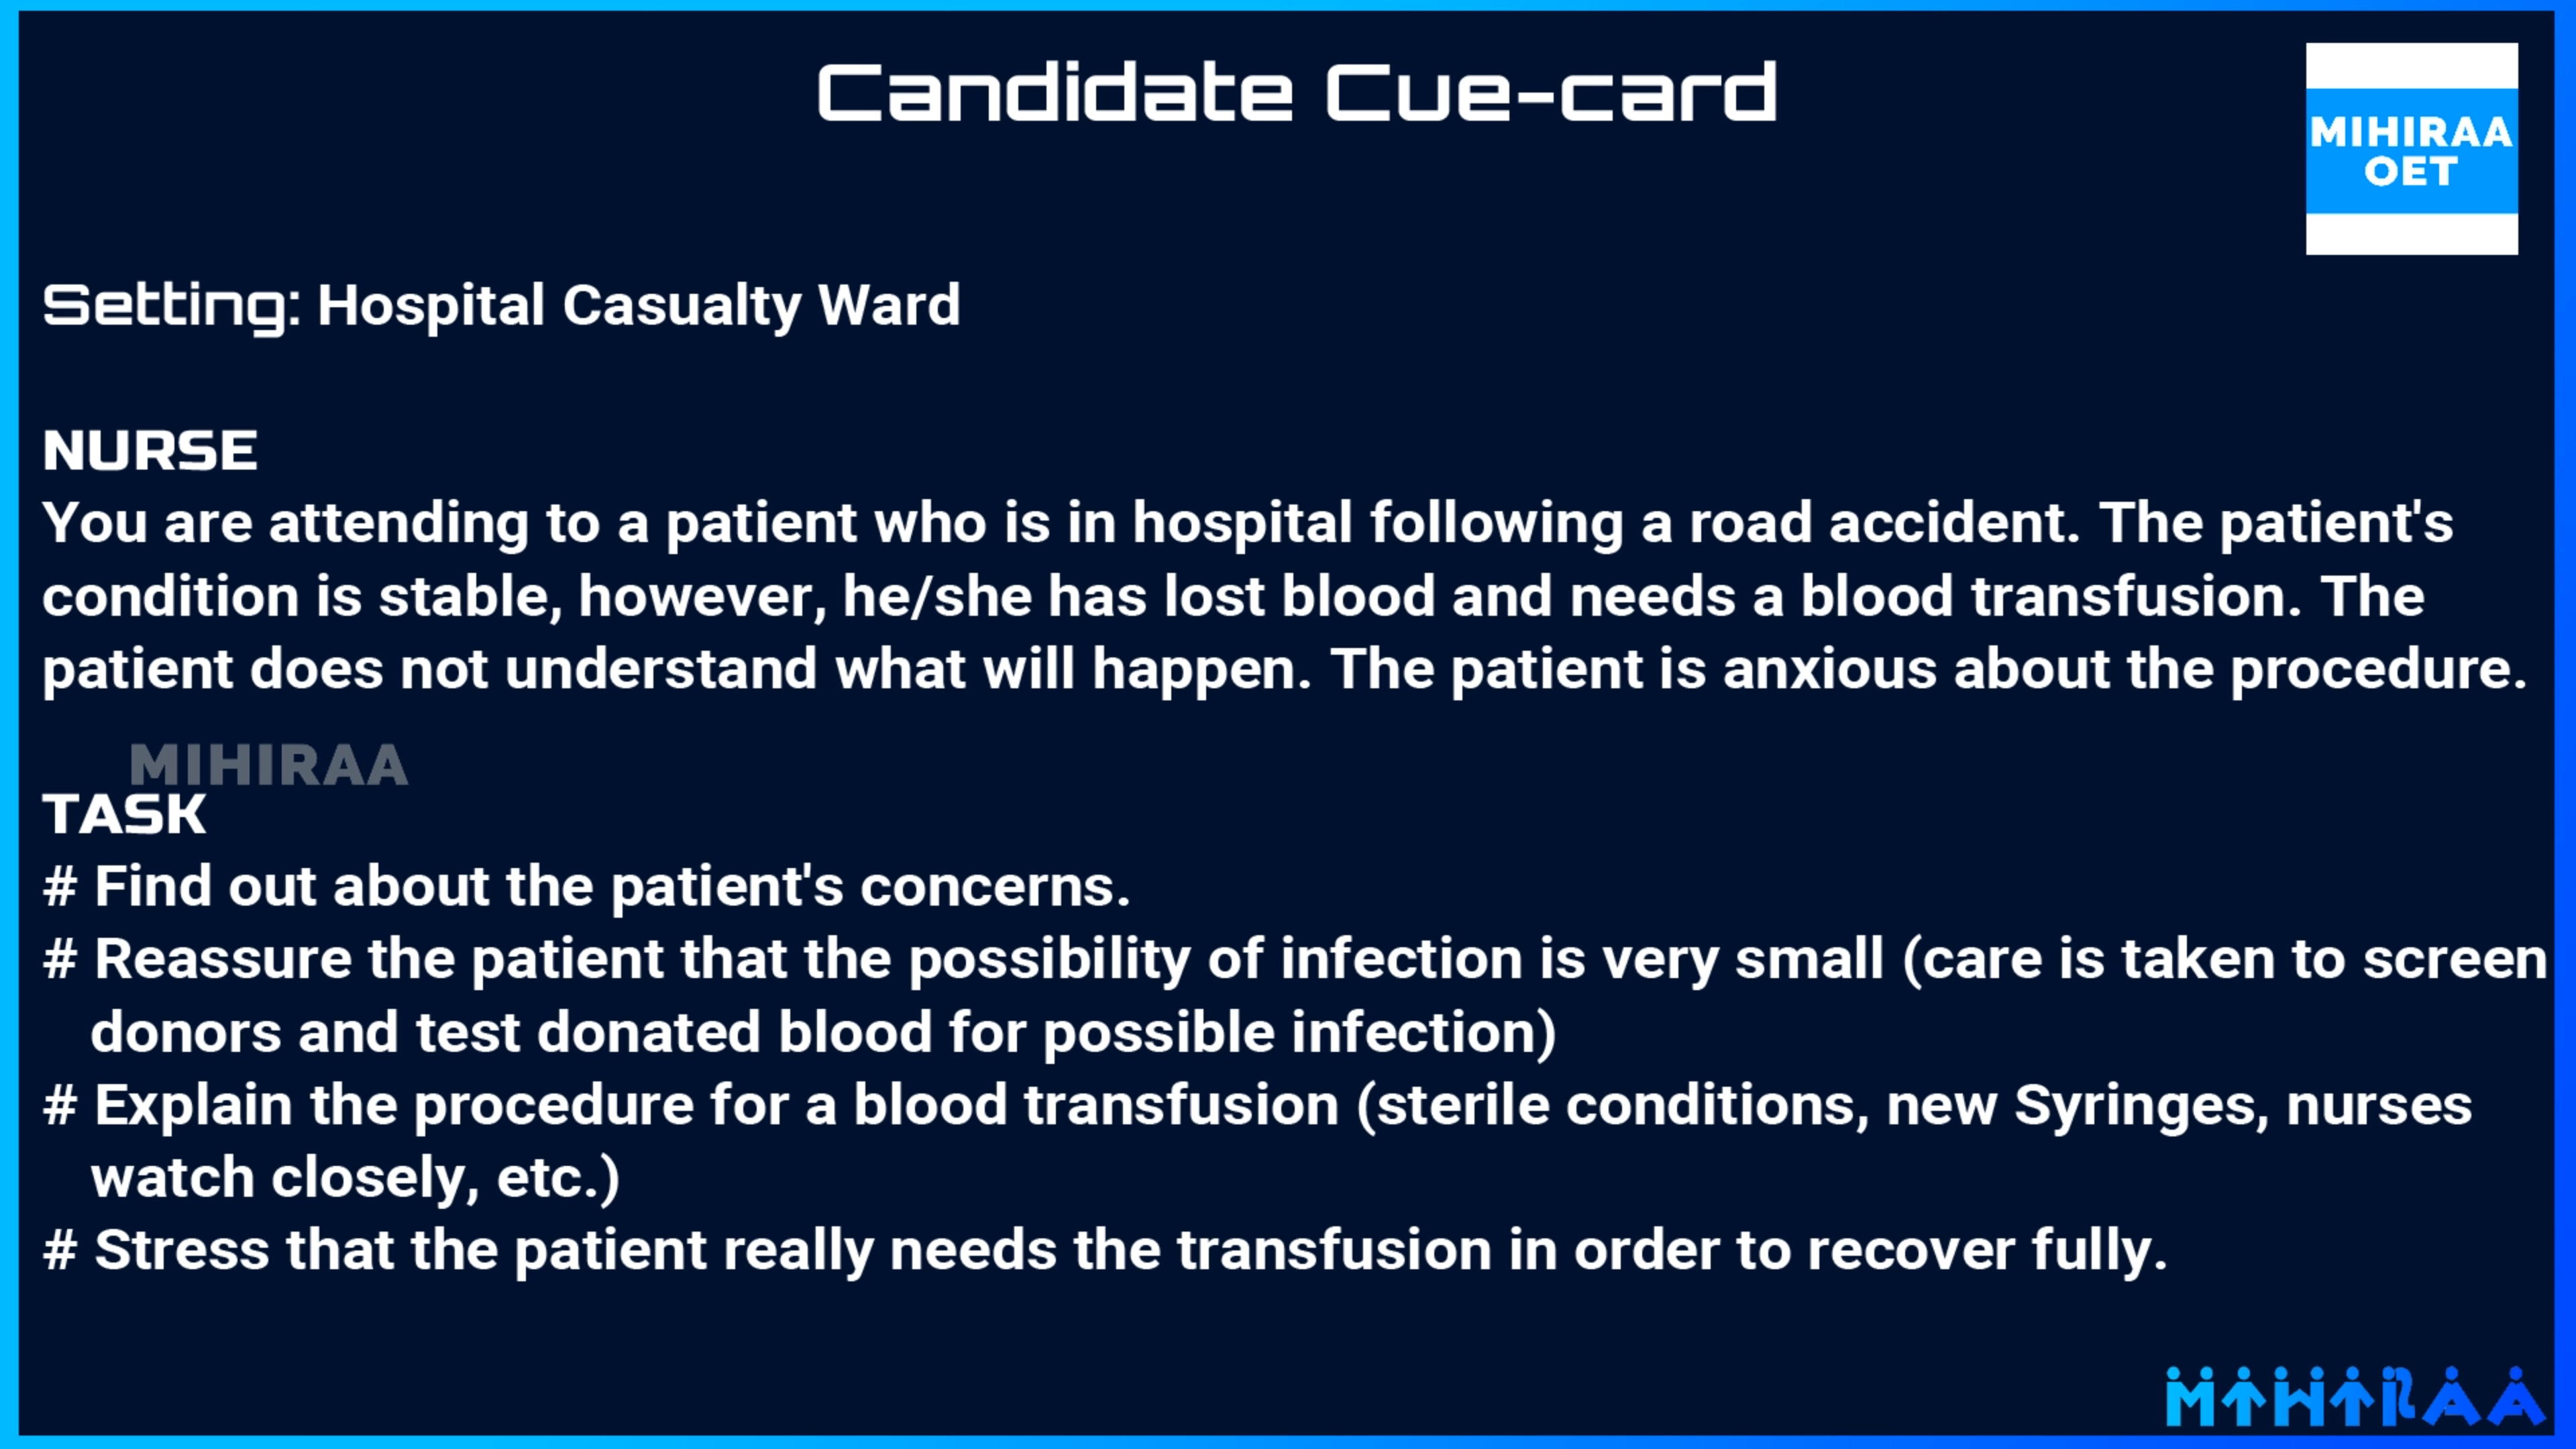 Candidate Cue-card
MIHIRAA
OET
Setting: Hospital Casualty Ward
NURSE
You are attending to a patient who is in hospital following a road accident. The patient's
condition is stable, however, he/she has lost blood and needs a blood transfusion. The
patient does not understand what will happen. The patient is anxious about the procedure.
MIHIRAA
TASK
# Find out about the patient's concerns.
# Reassure the patient that the possibility of infection is very small (care is taken to screen
donors and test donated blood for possible infection)
# Explain the procedure for a blood transfusion (sterile conditions, new Syringes, nurses
watch closely, etc.)
# Stress that the patient really needs the transfusion in order to recover fully.
MIHIRAA